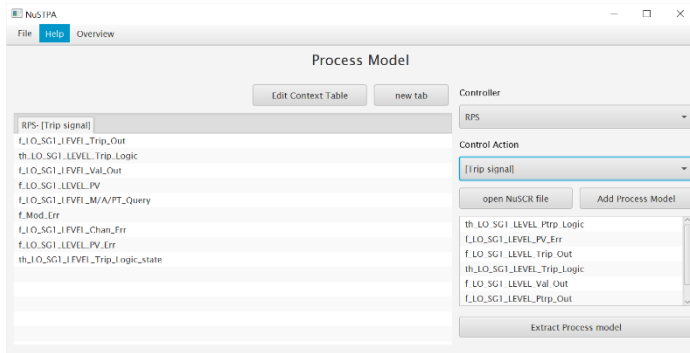 NuSTPA
File Help Overview
Process Model
Edit Context Table new tab
Controller
RPS
Control Action
[Trip signal]
open NuSCR file Add Process Model
th_LO_SG1_LEVEL_Ptrp_Logic
f_LO_SG1_LEVEL_PV_Err
f_LO_SG1_LEVEL_Trip_Out
th_LO_SG1_LEVEL_Trip_Logic
f_LO_SG1_LEVEL_Val_Out
f_LO_SG1_LEVEL_Ptrp_Out
Extract Process model
RPS- [Trip signal]
f_LO_SG1_LEVEL_Trip_Out
th_LO_SG1_LEVEL_Trip_Logic
f_LO_SG1_LEVEL_Val_Out
f_LO_SG1_LEVEL_PV
f_LO_SG1_LEVEL_M/A/PT_Query
f_Mod_Err
f_LO_SG1_LEVEL_Chan_Err
f_LO_SG1_LEVEL_PV_Err
th_LO_SG1_LEVEL_Trip_Logic_state